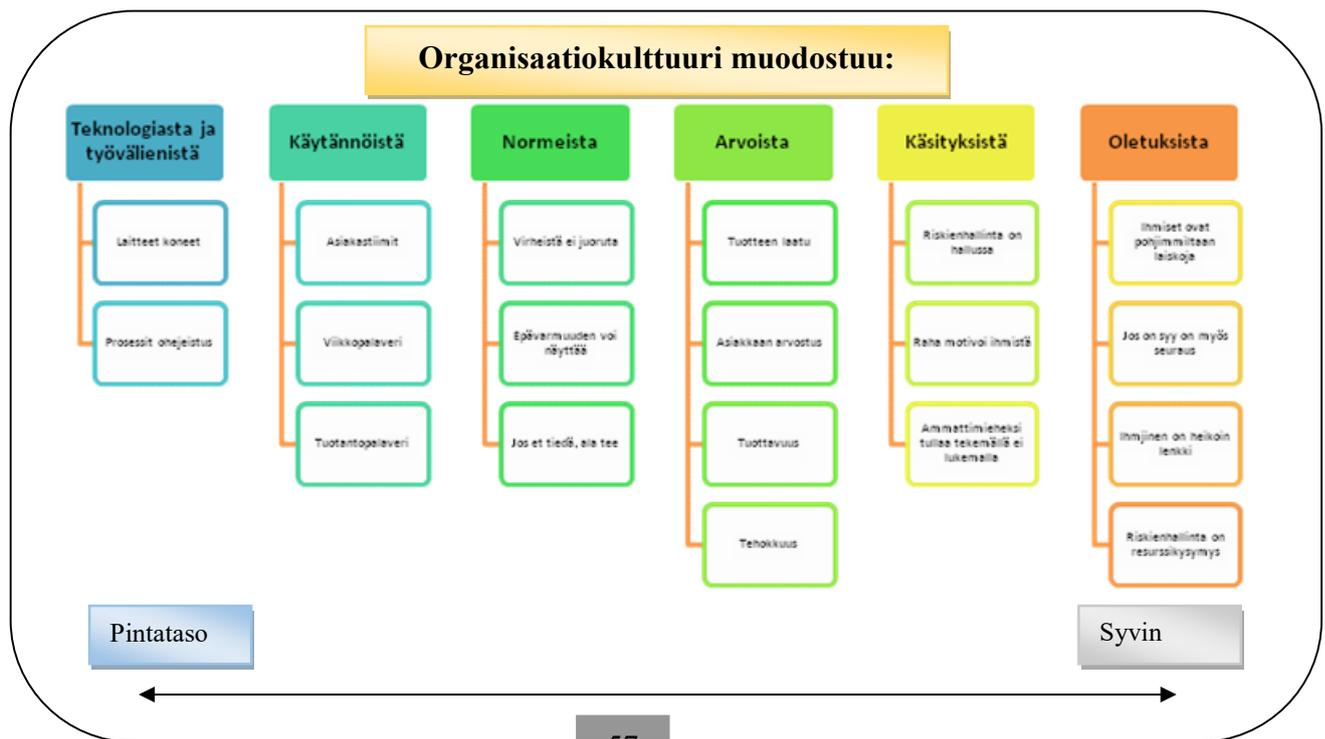 Organisaatiokulttuuri muodostuu:
Teknologiasta ja
työvälienistä
Laitteet koneet
Prosessit ohejeistus
Käytännöistä
Asiakastiimit
Viikkopalaveri
Tuotantopalaveri
Normeista
Virheistä ei juoruta
Epävarmuuden voi
näyttää
Jos et tiedä, ala tee
Arvoista
Tuotteen laatu
Asiakkaan arvostus
Tuottavuus
Tehokkuus
Käsityksistä
Riskienhallinta on
hallussa
Raha motivoi ihmistä
Ammattimieheksi
tullaa tekemällä ei
lukemalla
Oletuksista
Ihmiset ovat
pohjimmiltaan
laiskoja
Jos on syy on myös
seuraus
Ihmjinen on heikoin
lenkki
Riskienhallinta on
resurssikysymys
Pintataso
Syvin